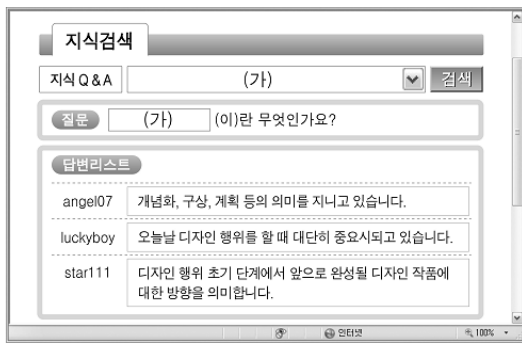 지식검색
지식 Q & A (가) 검색
질문 (가) (이)란 무엇인가요?
답변리스트
angel07 개념화, 구상, 계획 등의 의미를 지니고 있습니다.
luckyboy 오늘날 디자인 행위를 할 때 대단히 중요시되고 있습니다.
star111 디자인 행위 초기 단계에서 앞으로 완성될 디자인 작품에
대한 방향을 의미합니다.
인터넷 100%